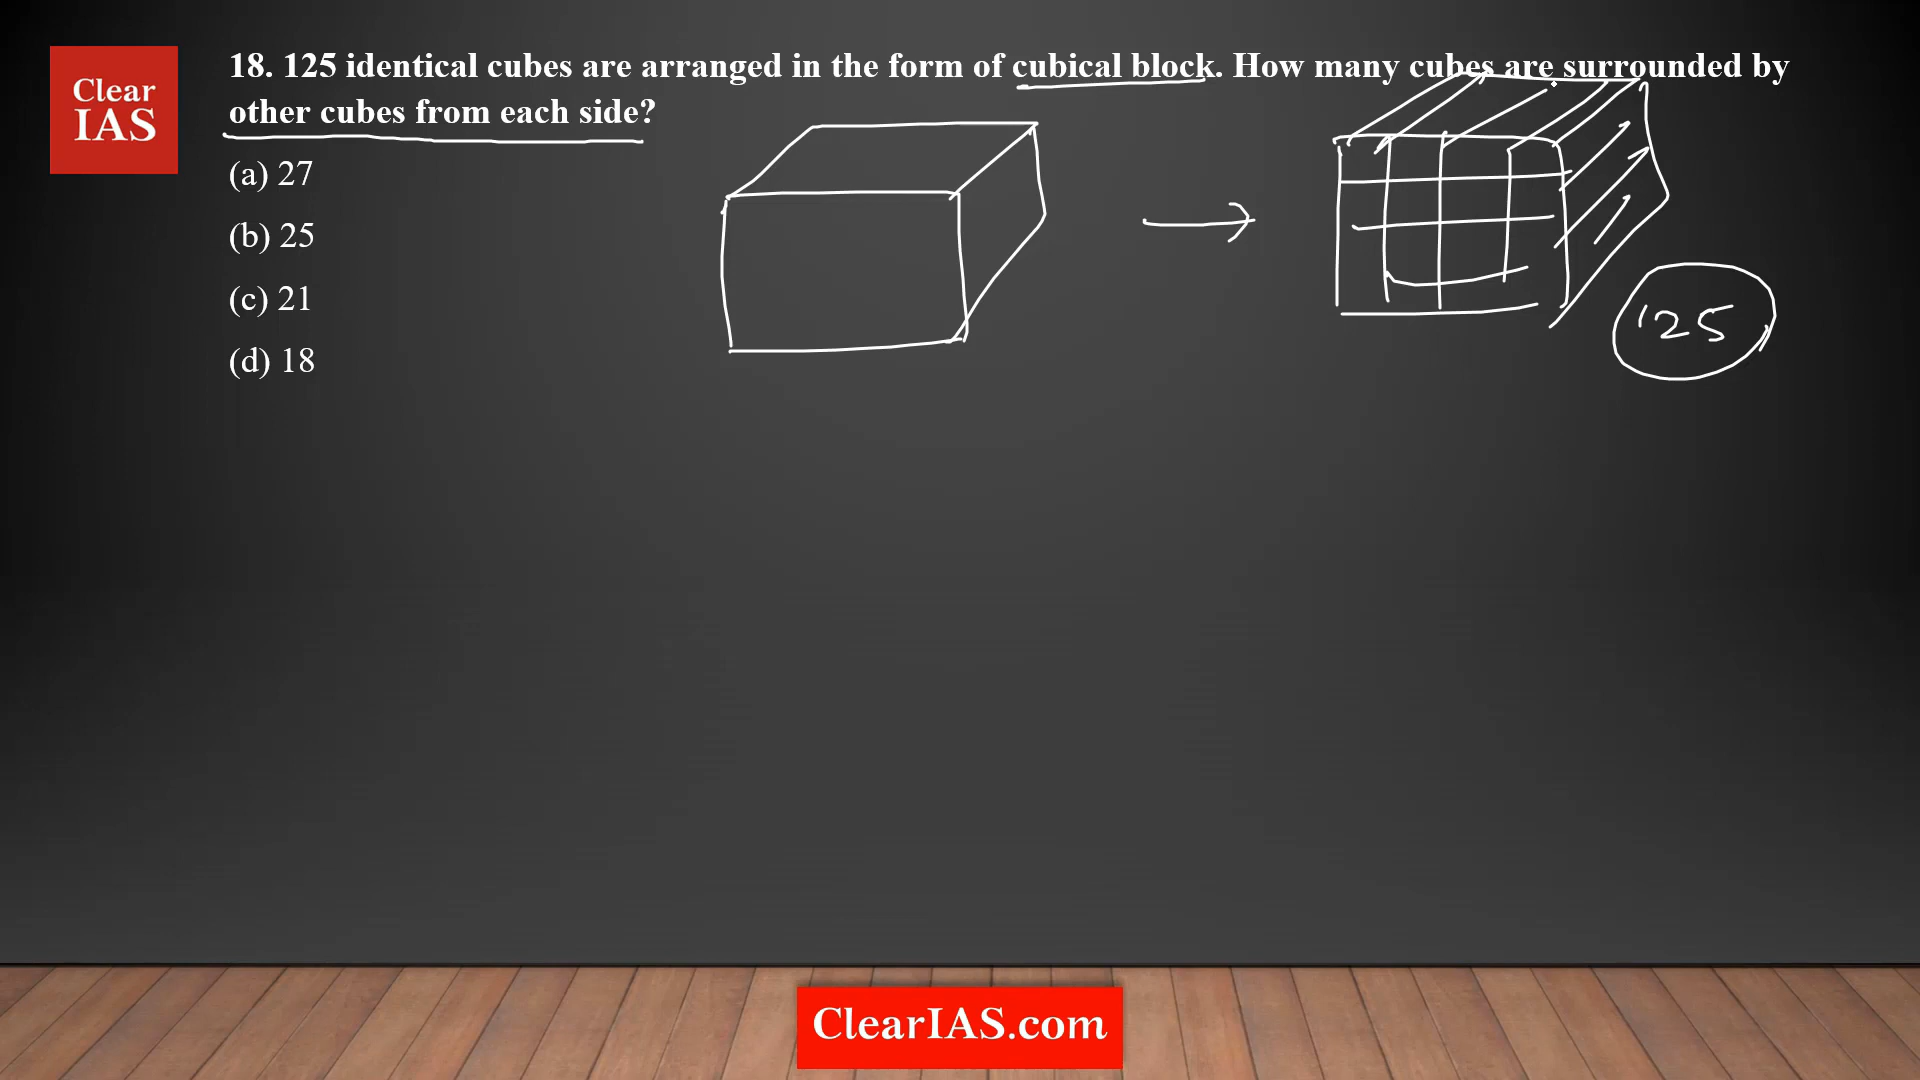 Clear
IAS
18. 125 identical cubes are arranged in the form of cubical block. How many cubes are surrounded by
other cubes from each side?
(a) 27
(b) 25
(c) 21
(d) 18
125
ClearIAS.com